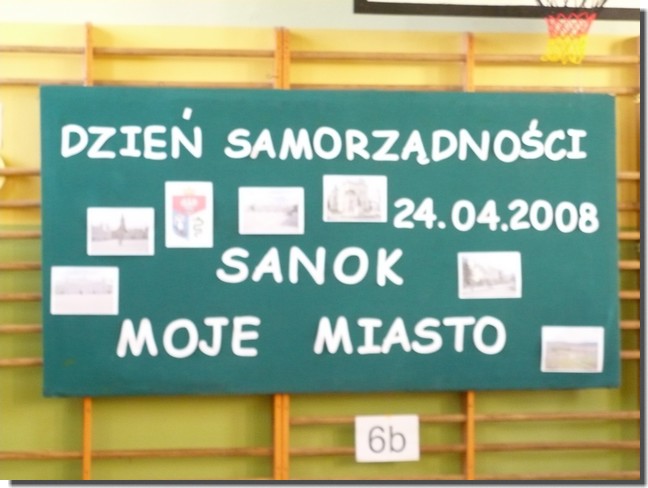 DZIEŃ SAMORZĄDNOŚCI
24.04.2008
SANOK
MOJE MIASTO
6b